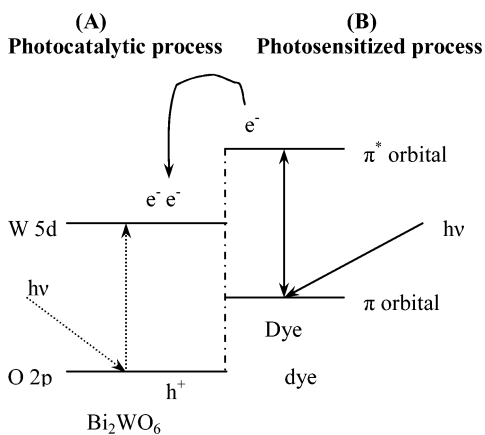 (A)
Photocatalytic process
(B)
Photosensitized process
e-
π* orbital
e- e-
W 5d
hν
hν
π orbital
Dye
O 2p
h+
dye
Bi2WO6